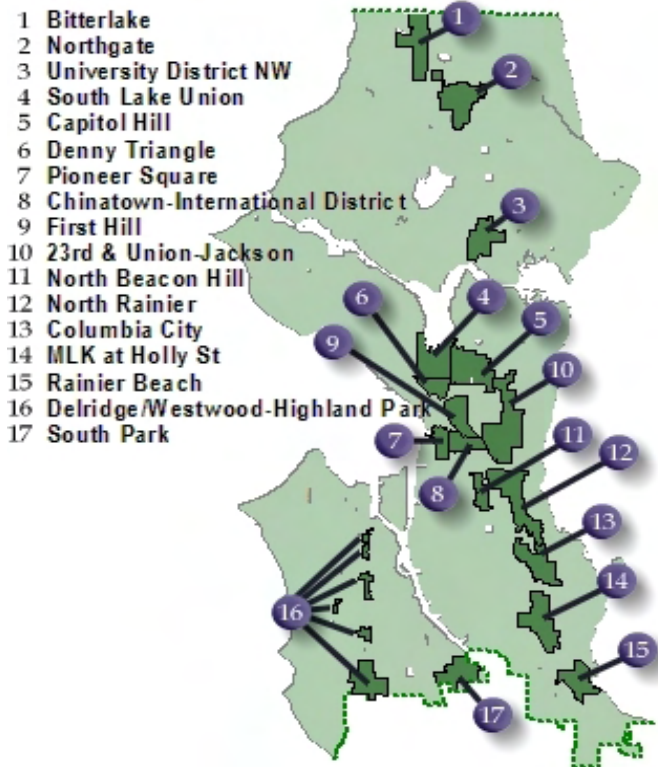 1 Bitterlake
2 Northgate
3 University District NW
4 South Lake Union
5 Capitol Hill
6 Denny Triangle
7 Pioneer Square
8 Chinatown-International District
9 First Hill
10 23rd & Union-Jackson
11 North Beacon Hill
12 North Rainier
13 Columbia City
14 MLK at Holly St
15 Rainier Beach
16 Delridge/Westwood-Highland Park
17 South Park
1
2
3
6
4
9
5
10
7
11
8
12
13
14
16
15
17